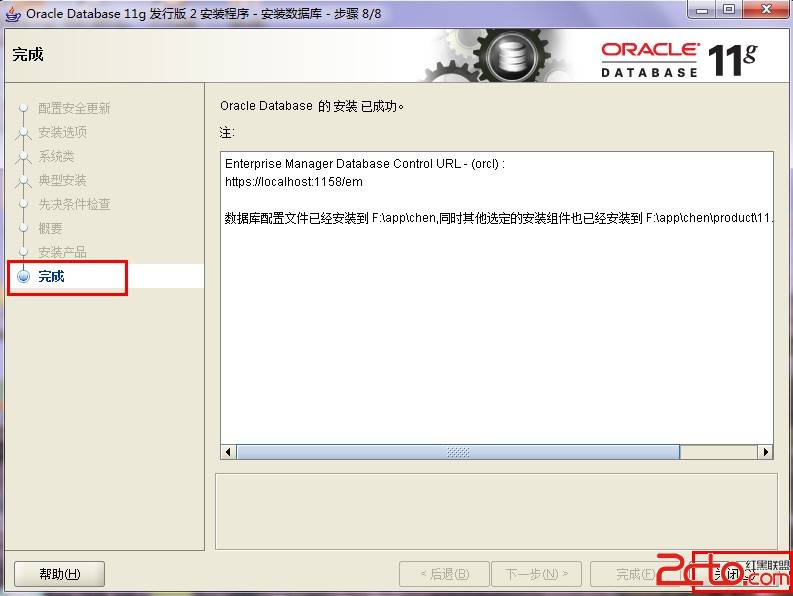 Oracle Database 11g 发行版 2 安装程序 - 安装数据库 - 步骤 8/8
完成
ORACLE
DATABASE 11g
配置安全更新
安装选项
系统类
典型安装
先决条件检查
概要
安装产品
完成
Oracle Database 的 安装 已成功。
注:
Enterprise Manager Database Control URL - (orcl) :
https://localhost:1158/em
数据库配置文件已经安装到 F:\app\chen,同时其他选定的安装组件也已经安装到 F:\app\chen\product\11.
帮助(H)
< 后退(B)
下一步(N) >
完成(F)
关闭
2cto.com
红黑联盟